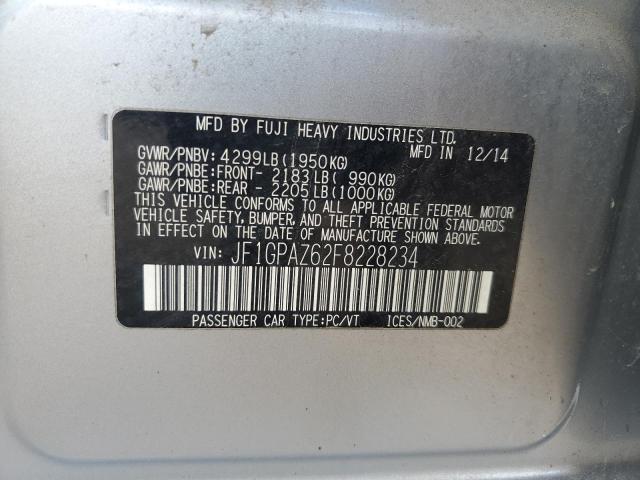 MFD BY FUJI HEAVY INDUSTRIES LTD.
GVWR/PNBV: 4299LB(1950KG) MFD IN 12/14
GAWR/PNBE:FRONT- 2183LB( 990KG)
GAWR/PNBE:REAR - 2205LB(1000KG)
THIS VEHICLE CONFORMS TO ALL APPLICABLE FEDERAL MOTOR
VEHICLE SAFETY, BUMPER, AND THEFT PREVENTION STANDARDS
IN EFFECT ON THE DATE OF MANUFACTURE SHOWN ABOVE.
VIN: JF1GPAZ62F8228234
PASSENGER CAR TYPE:PC/VT ICES/NMB-002